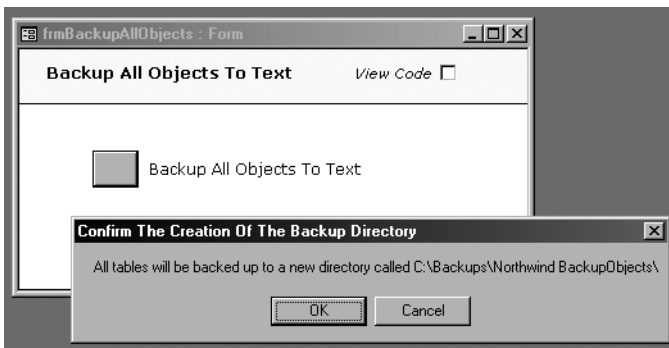 frmBackupAllObjects : Form
Backup All Objects To Text View Code
Backup All Objects To Text
Confirm The Creation Of The Backup Directory
All tables will be backed up to a new directory called C:\Backups\Northwind BackupObjects\
OK Cancel